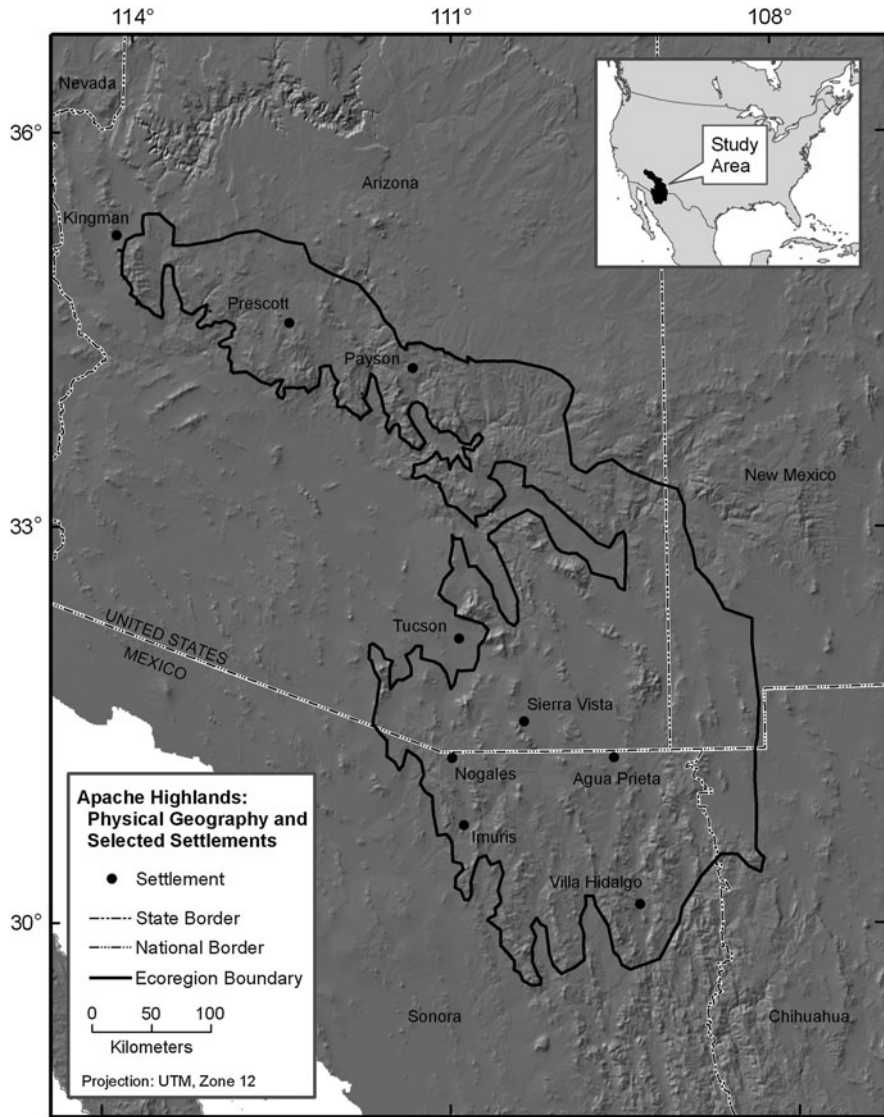 114° 111° 108°
Nevada
36°
Study
Area
Arizona
Kingman
Prescott
Payson
New Mexico
33°
Tucson
UNITED STATES
MEXICO
Sierra Vista
Nogales
Agua Prieta
Imuris
Villa Hidalgo
30°
Sonora
Chihuahua
Apache Highlands:
Physical Geography and
Selected Settlements
Settlement
State Border
National Border
Ecoregion Boundary
0 50 100
Kilometers
Projection: UTM, Zone 12